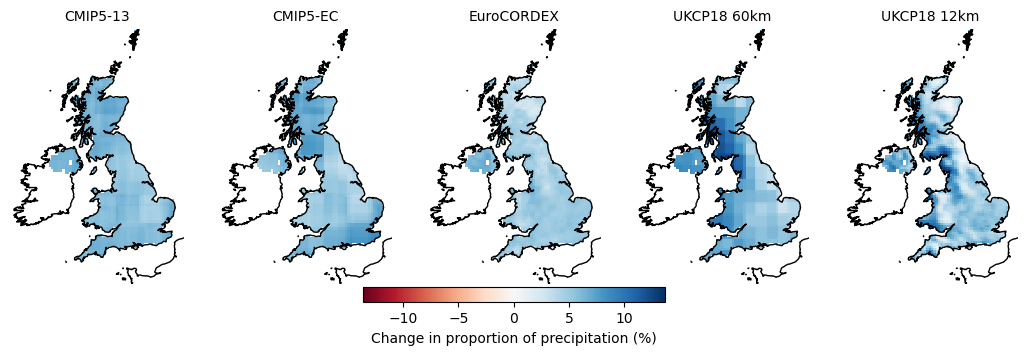 CMIP5-13
CMIP5-EC
EuroCORDEX
UKCP18 60km
UKCP18 12km
−10
−5
0
5
10
Change in proportion of precipitation (%)